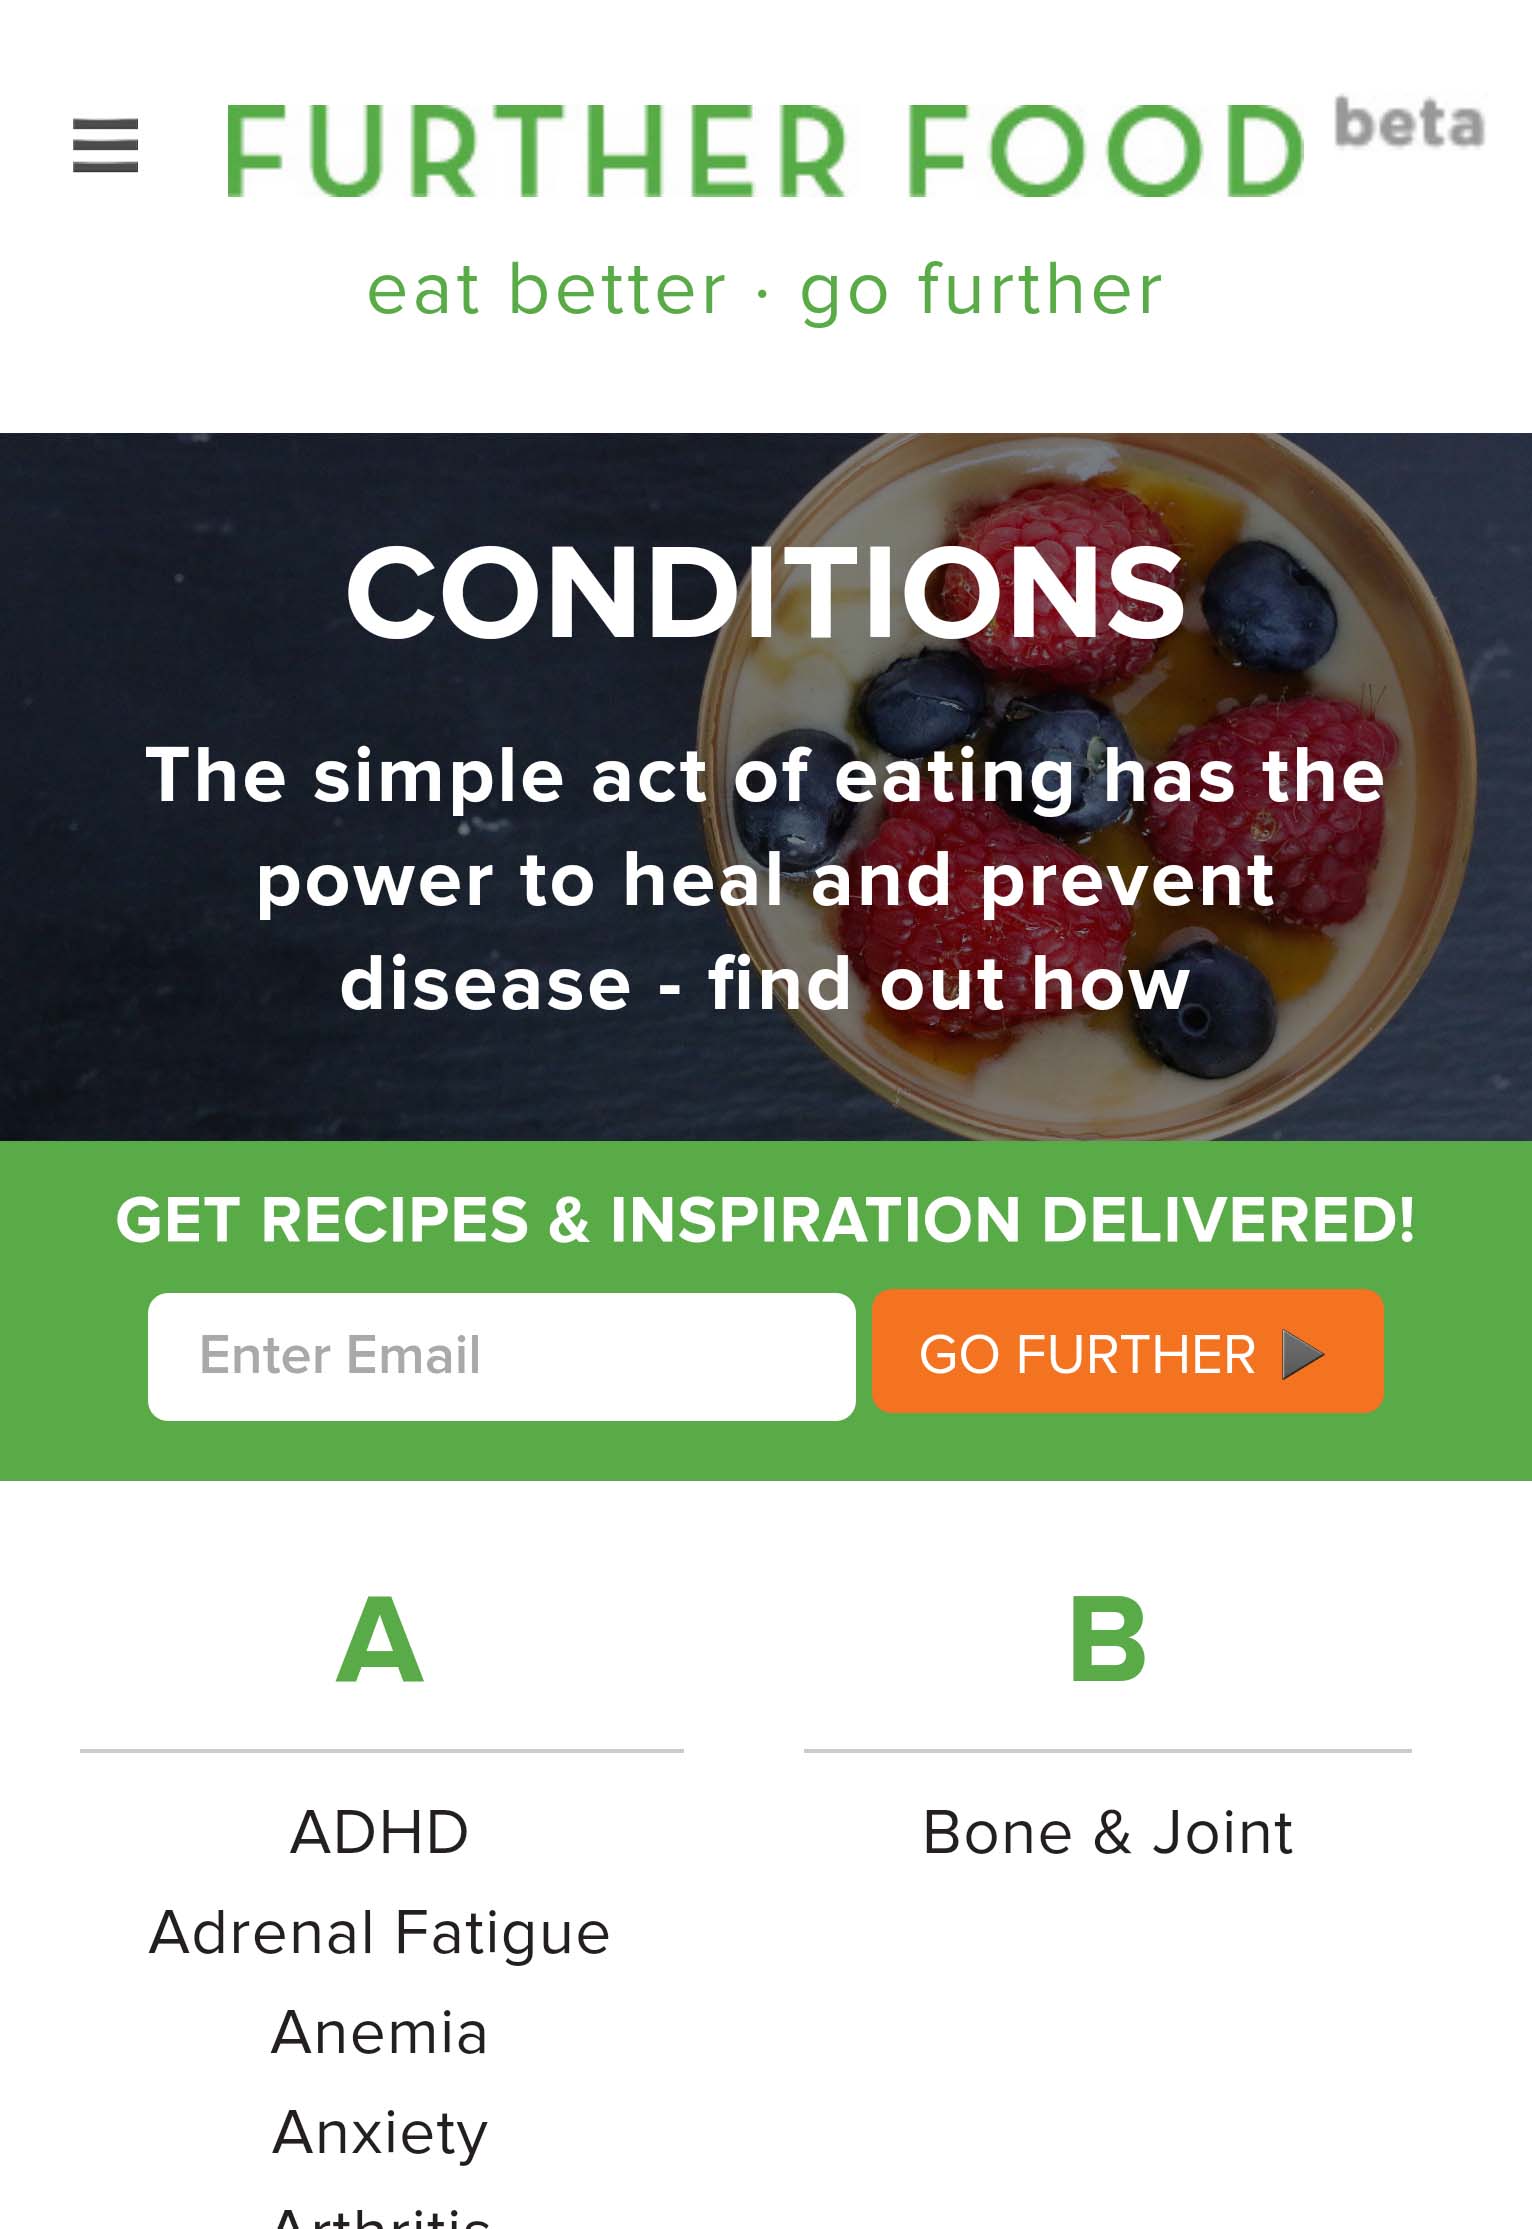 FURTHER FOOD beta
eat better · go further
CONDITIONS
The simple act of eating has the
power to heal and prevent
disease - find out how
GET RECIPES & INSPIRATION DELIVERED!
Enter Email
GO FURTHER
A
ADHD
Adrenal Fatigue
Anemia
Anxiety
Arthritis
B
Bone & Joint